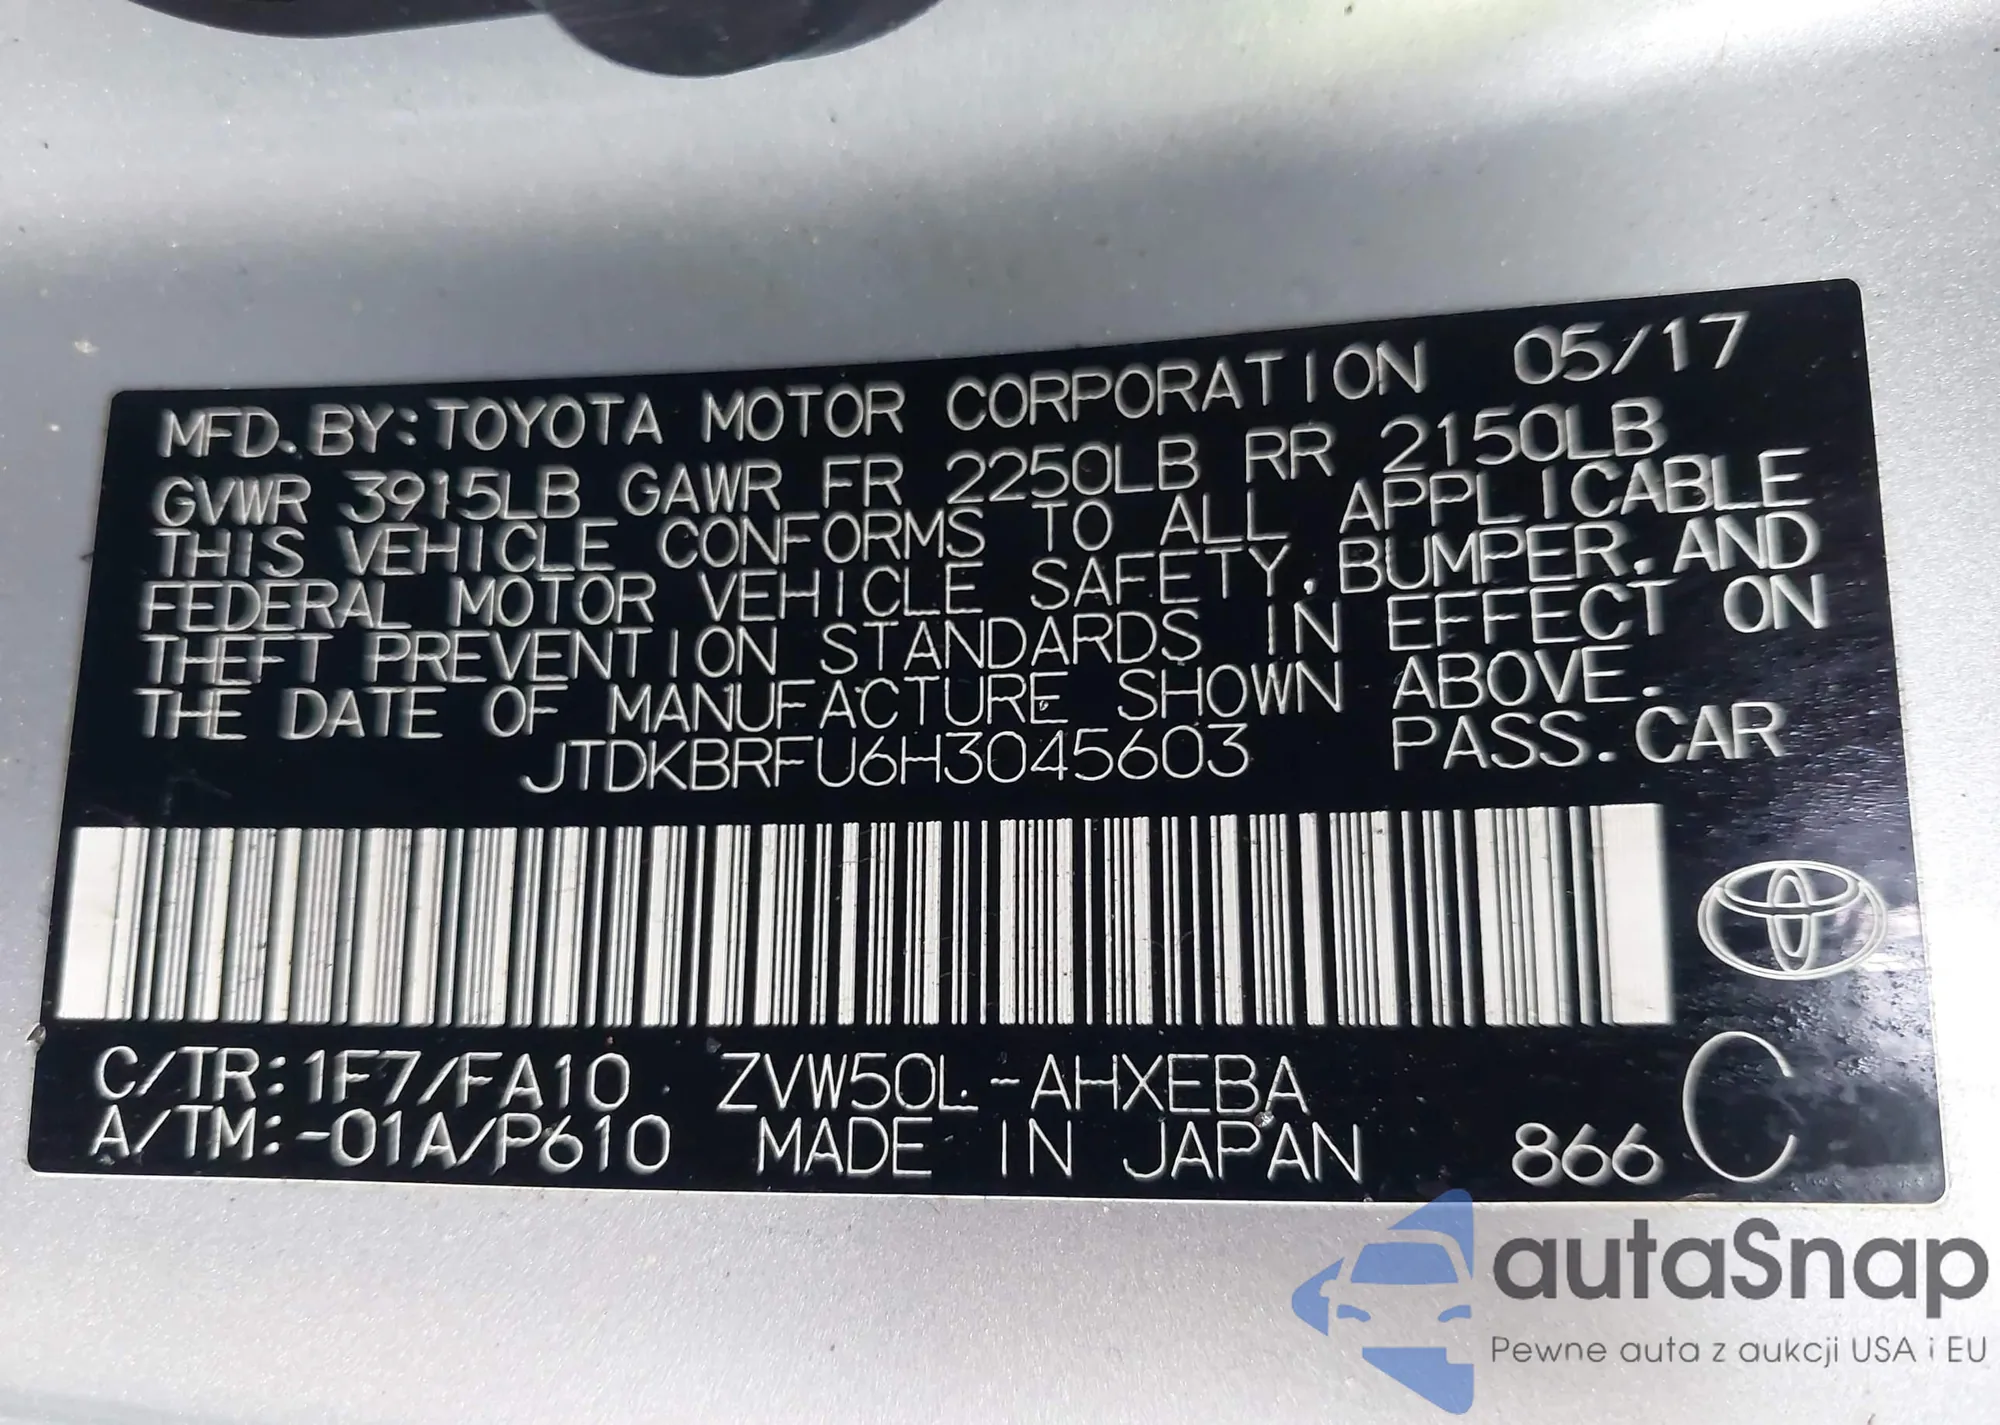 MFD. BY: TOYOTA MOTOR CORPORATION 05/17
GVWR 3915LB GAWR FR 2250LB RR 2150LB
THIS VEHICLE CONFORMS TO ALL APPLICABLE
FEDERAL MOTOR VEHICLE SAFETY, BUMPER, AND
THEFT PREVENTION STANDARDS IN EFFECT ON
THE DATE OF MANUFACTURE SHOWN ABOVE.
JTDKBRFU6H3045603 PASS. CAR
C/TR: 1F7/FA10 ZVW50L-AHXEBA
A/TM: -01A/P610 MADE IN JAPAN 866 C
autaSnap
Pewne auta z aukcji USA i EU